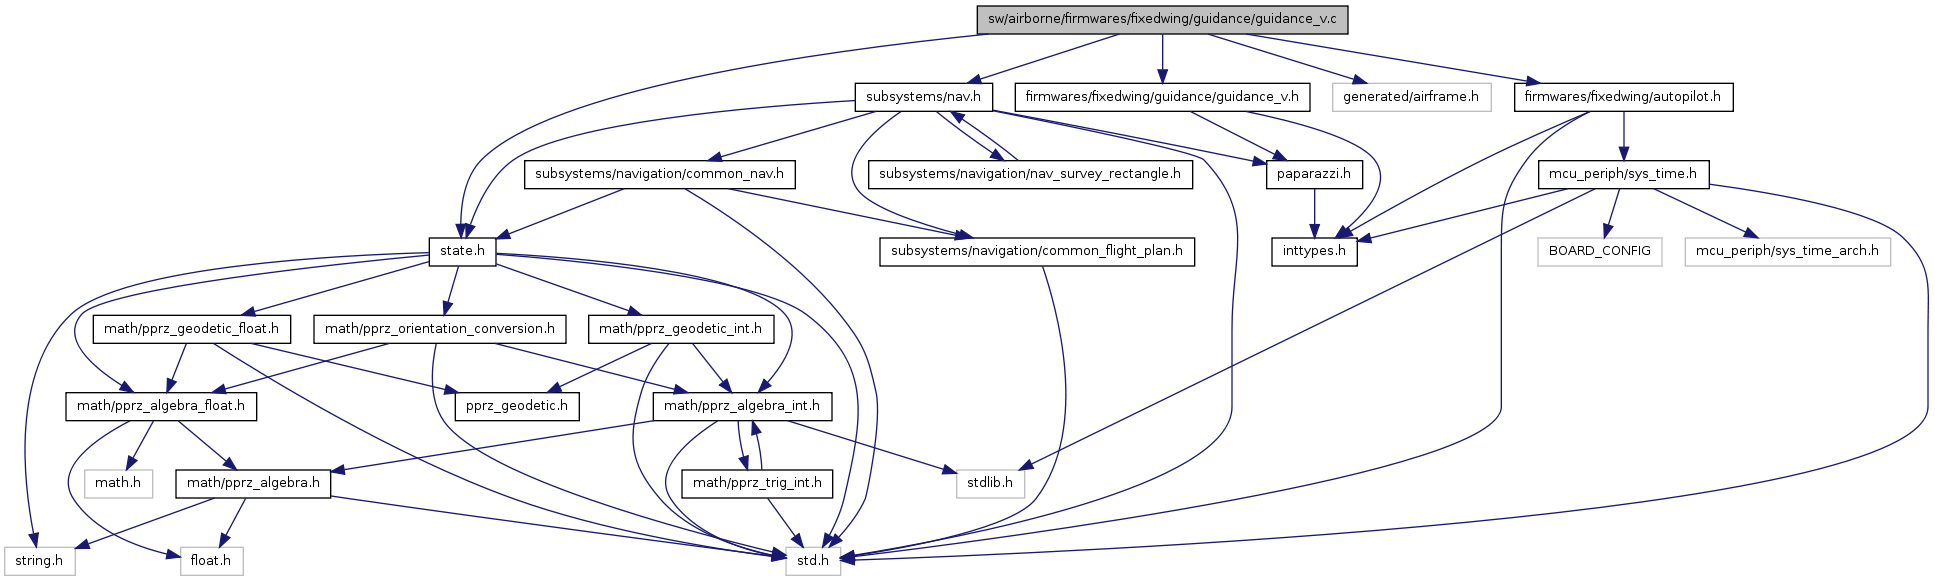 sw/airborne/firmwares/fixedwing/guidance/guidance_v.c
subsystems/nav.h
firmwares/fixedwing/guidance/guidance_v.h
generated/airframe.h
firmwares/fixedwing/autopilot.h
subsystems/navigation/common_nav.h
subsystems/navigation/nav_survey_rectangle.h
paparazzi.h
mcu_periph/sys_time.h
state.h
subsystems/navigation/common_flight_plan.h
inttypes.h
BOARD_CONFIG
mcu_periph/sys_time_arch.h
math/pprz_geodetic_float.h
math/pprz_orientation_conversion.h
math/pprz_geodetic_int.h
math/pprz_algebra_float.h
pprz_geodetic.h
math/pprz_algebra_int.h
math.h
math/pprz_algebra.h
math/pprz_trig_int.h
stdlib.h
string.h
float.h
std.h